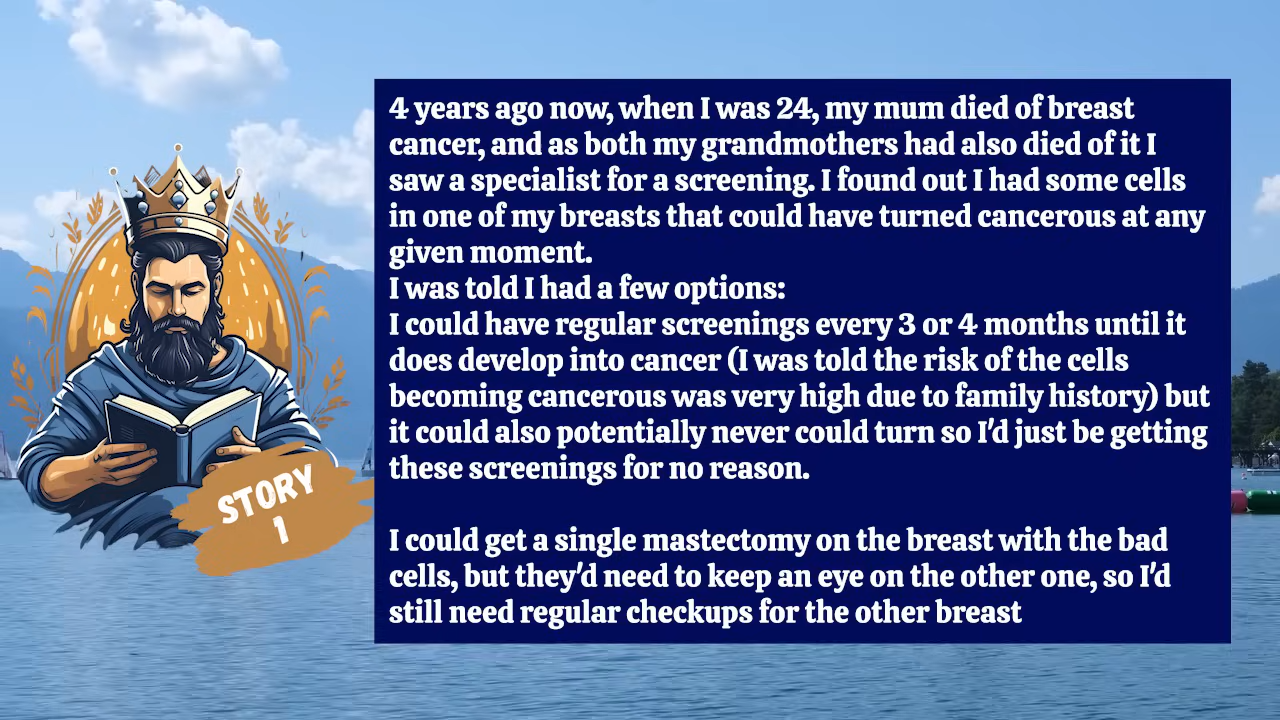 4 years ago now, when I was 24, my mum died of breast
cancer, and as both my grandmothers had also died of it I
saw a specialist for a screening. I found out I had some cells
in one of my breasts that could have turned cancerous at any
given moment.
I was told I had a few options:
I could have regular screenings every 3 or 4 months until it
does develop into cancer (I was told the risk of the cells
becoming cancerous was very high due to family history) but
it could also potentially never could turn so I'd just be getting
these screenings for no reason.
I could get a single mastectomy on the breast with the bad
cells, but they'd need to keep an eye on the other one, so I'd
still need regular checkups for the other breast
STORY
1